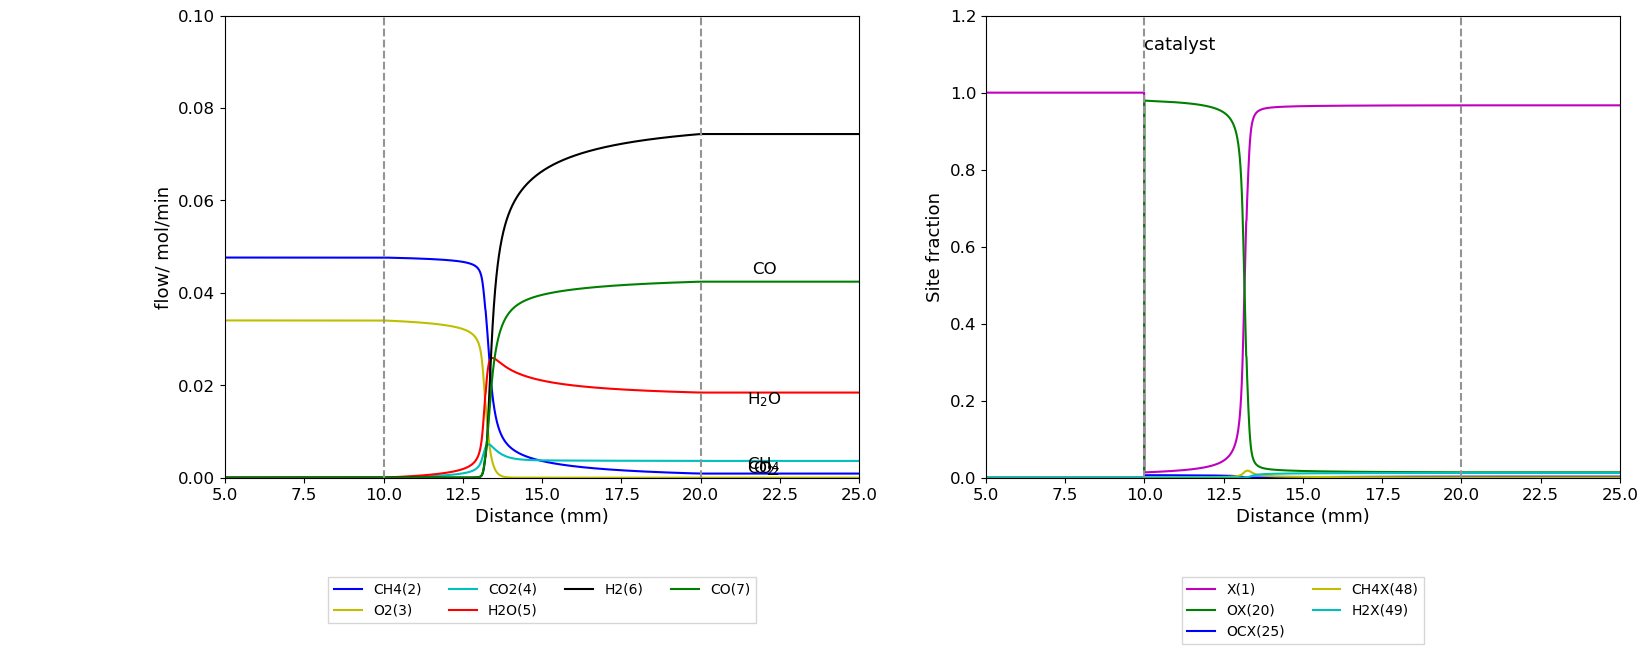 0.10
0.08
0.06
0.04
0.02
0.00
flow/ mol/min
CO
H₂O
5.0 7.5 10.0 12.5 15.0 17.5 20.0 22.5 25.0
Distance (mm)
CH4(2) CO2(4) H2(6) CO(7)
O2(3) H2O(5)
1.2
1.0
0.8
0.6
0.4
0.2
0.0
Site fraction
catalyst
5.0 7.5 10.0 12.5 15.0 17.5 20.0 22.5 25.0
Distance (mm)
X(1) CH4X(48)
OX(20) H2X(49)
OCX(25)